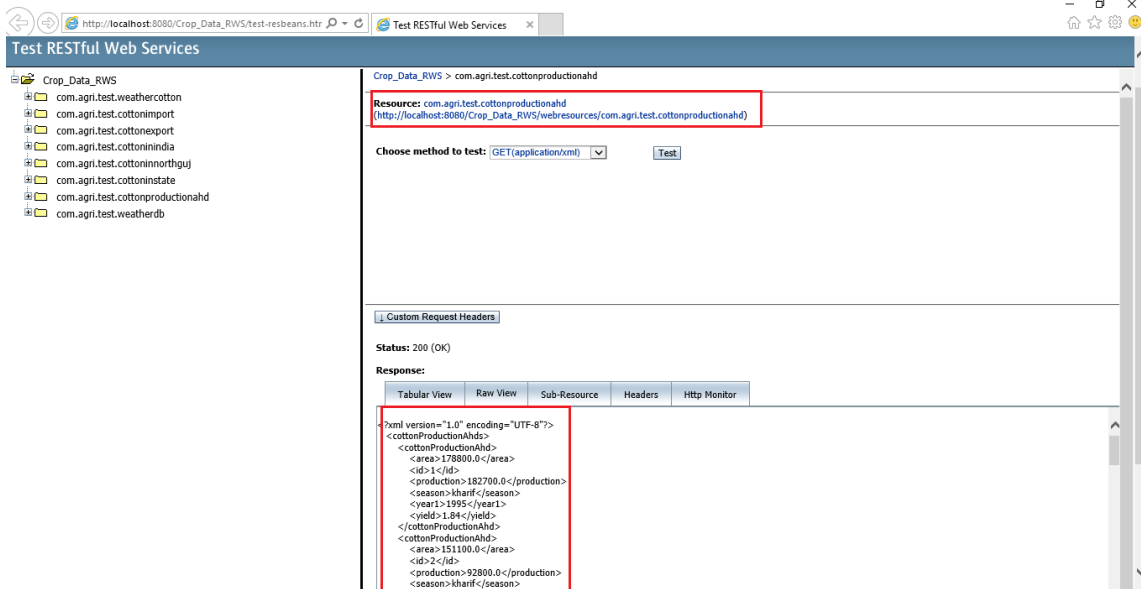 http://localhost:8080/Crop_Data_RWS/test-resbeans.htr
Test RESTful Web Services
Test RESTful Web Services
Crop_Data_RWS
com.agri.test.weathercotton
com.agri.test.cottonimport
com.agri.test.cottonexport
com.agri.test.cottoninindia
com.agri.test.cottoninnorthguj
com.agri.test.cottoninstate
com.agri.test.cottonproductionahd
com.agri.test.weatherdb
Crop_Data_RWS > com.agri.test.cottonproductionahd
Resource: com.agri.test.cottonproductionahd
(http://localhost:8080/Crop_Data_RWS/webresources/com.agri.test.cottonproductionahd)
Choose method to test: GET(application/xml) Test
↓ Custom Request Headers
Status: 200 (OK)
Response:
Tabular View Raw View Sub-Resource Headers Http Monitor
<?xml version="1.0" encoding="UTF-8"?>
<cottonProductionAhds>
<cottonProductionAhd>
<area>178800.0</area>
<id>1</id>
<production>182700.0</production>
<season>kharif</season>
<year1>1995</year1>
<yield>1.84</yield>
</cottonProductionAhd>
<cottonProductionAhd>
<area>151100.0</area>
<id>2</id>
<production>92800.0</production>
<season>kharif</season>